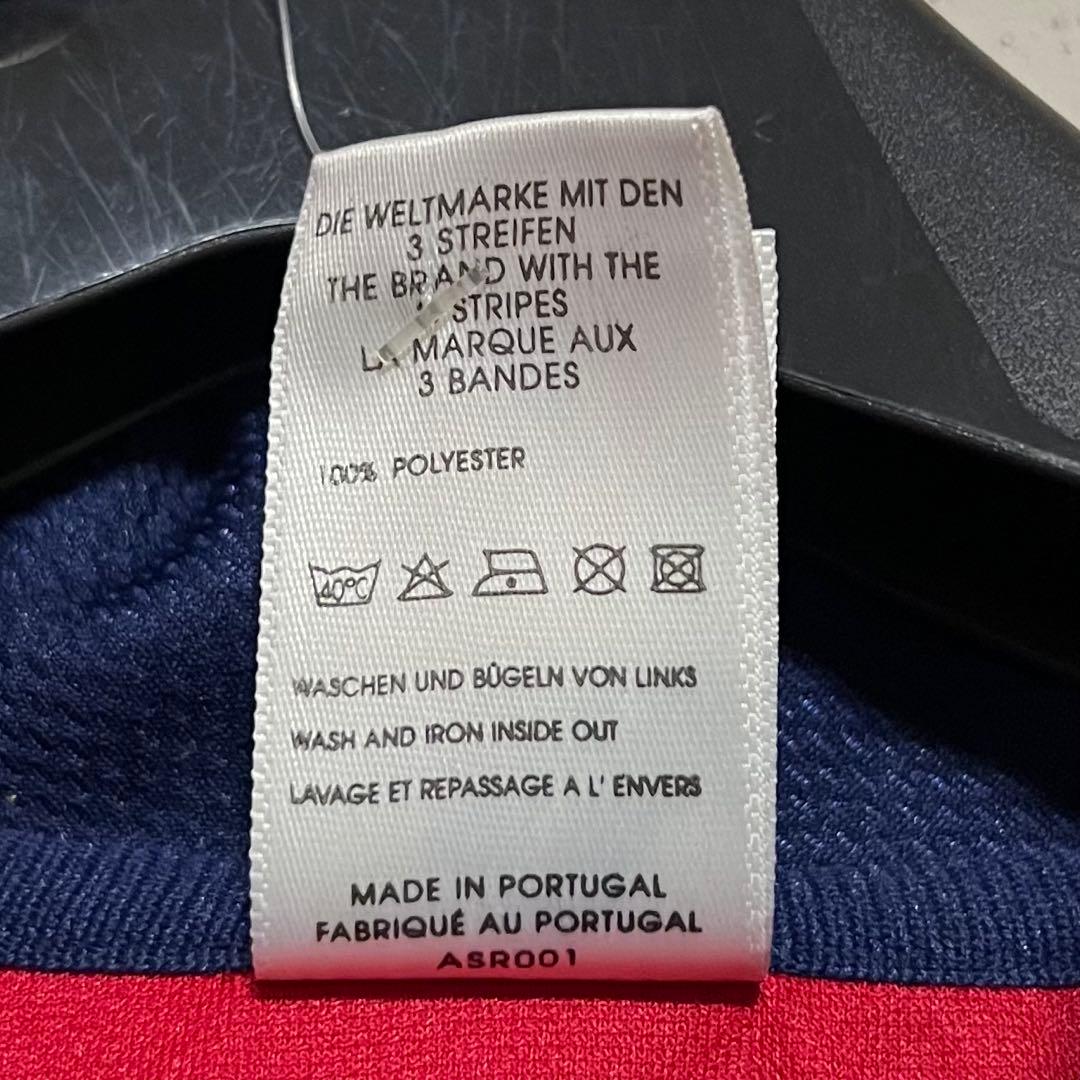 DIE WELTMARKE MIT DEN
3 STREIFEN
THE BRAND WITH THE
STRIPES
LA MARQUE AUX
3 BANDES
100% POLYESTER
40°C
WASCHEN UND BÜGELN VON LINKS
WASH AND IRON INSIDE OUT
LAVAGE ET REPASSAGE A L' ENVERS
MADE IN PORTUGAL
FABRIQUÉ AU PORTUGAL
ASR001